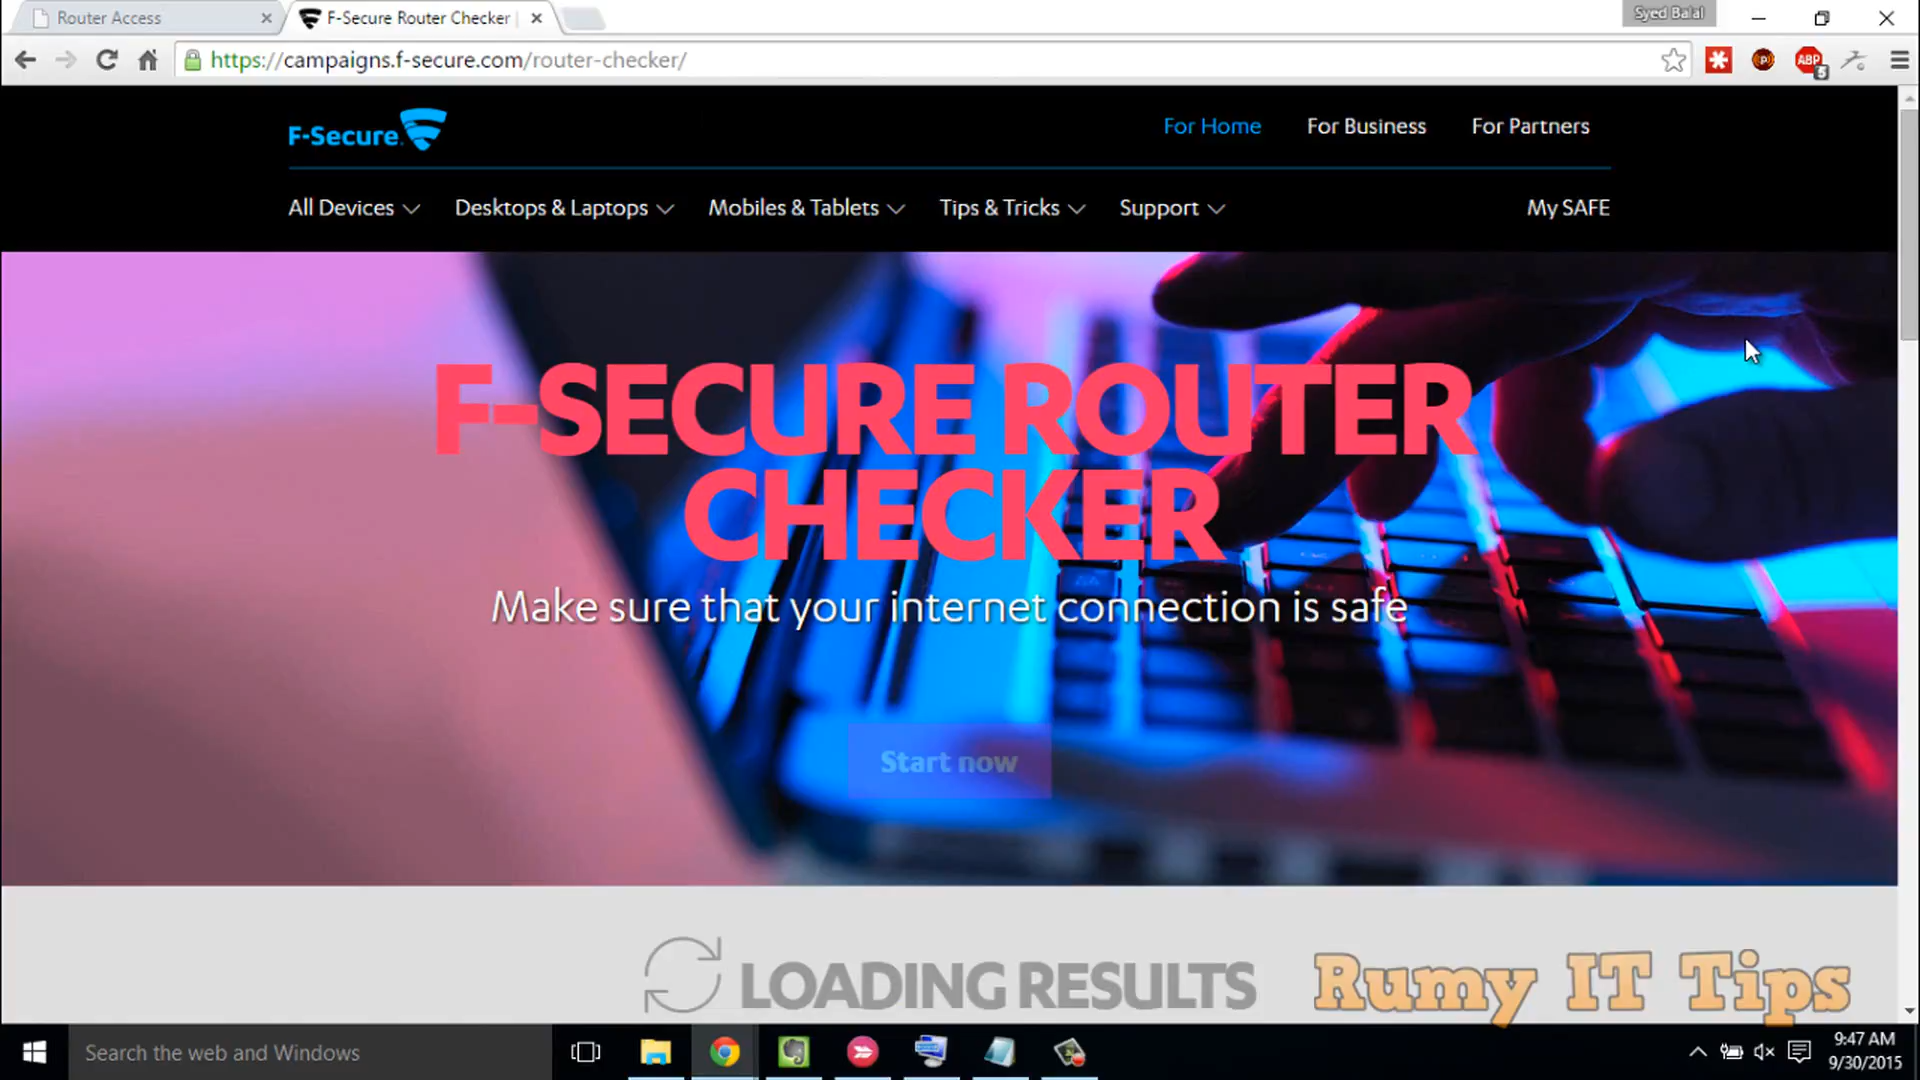 Router Access
F-Secure Router Checker
Syed Balal
https://campaigns.f-secure.com/router-checker/
ABP
5
F-Secure.
For Home
For Business
For Partners
All Devices
Desktops & Laptops
Mobiles & Tablets
Tips & Tricks
Support
My SAFE
F-SECURE ROUTER
CHECKER
Make sure that your internet connection is safe
Start now
LOADING RESULTS
Rumy IT Tips
Search the web and Windows
9:47 AM
9/30/2015